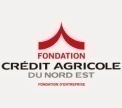 FONDATION
CRÉDIT AGRICOLE
DU NORD EST
FONDATION D'ENTREPRISE